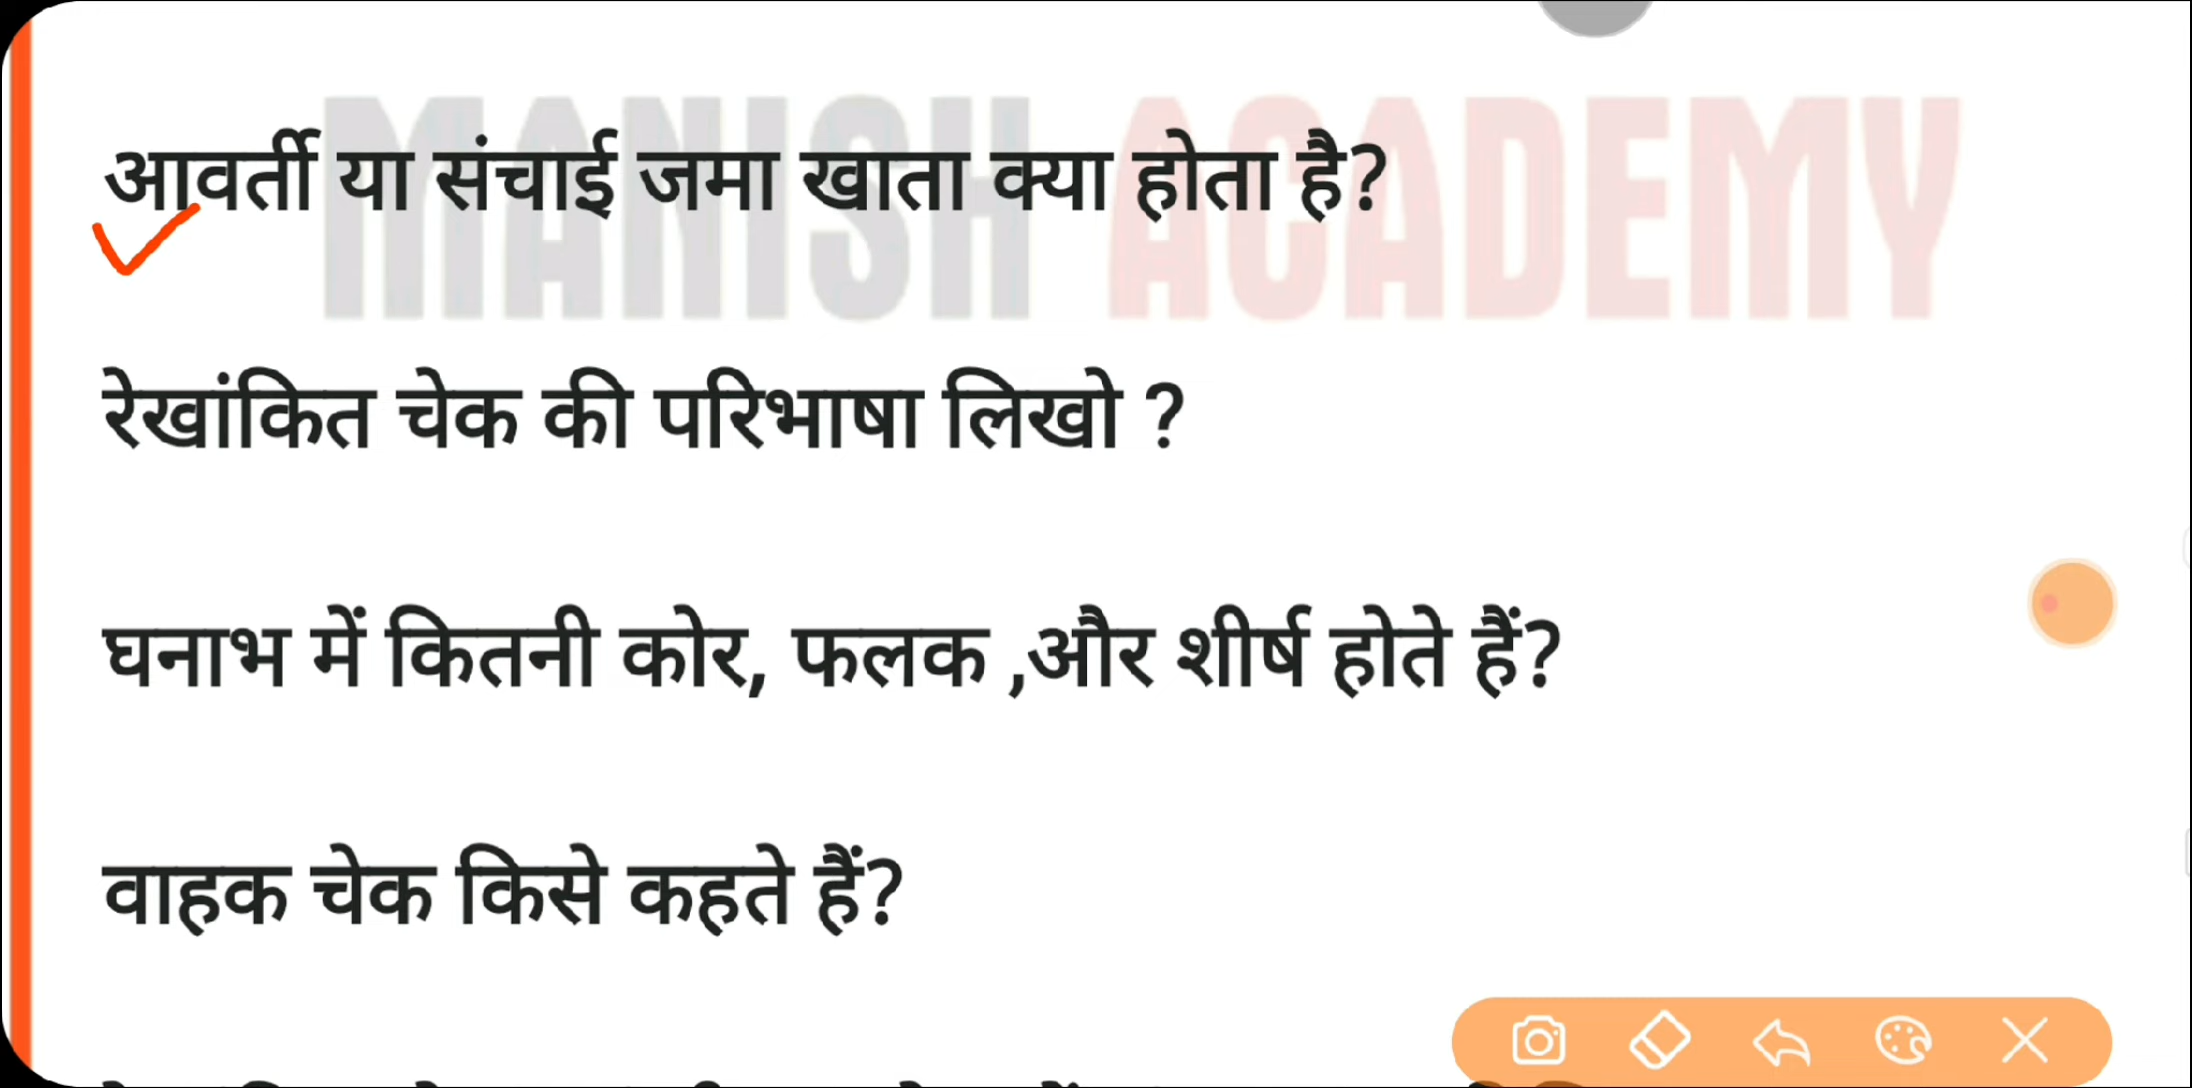 MANISH ACADEMY
आवर्ती या संचाई जमा खाता क्या होता है?
रेखांकित चेक की परिभाषा लिखो ?
घनाभ में कितनी कोर, फलक ,और शीर्ष होते हैं?
वाहक चेक किसे कहते हैं?